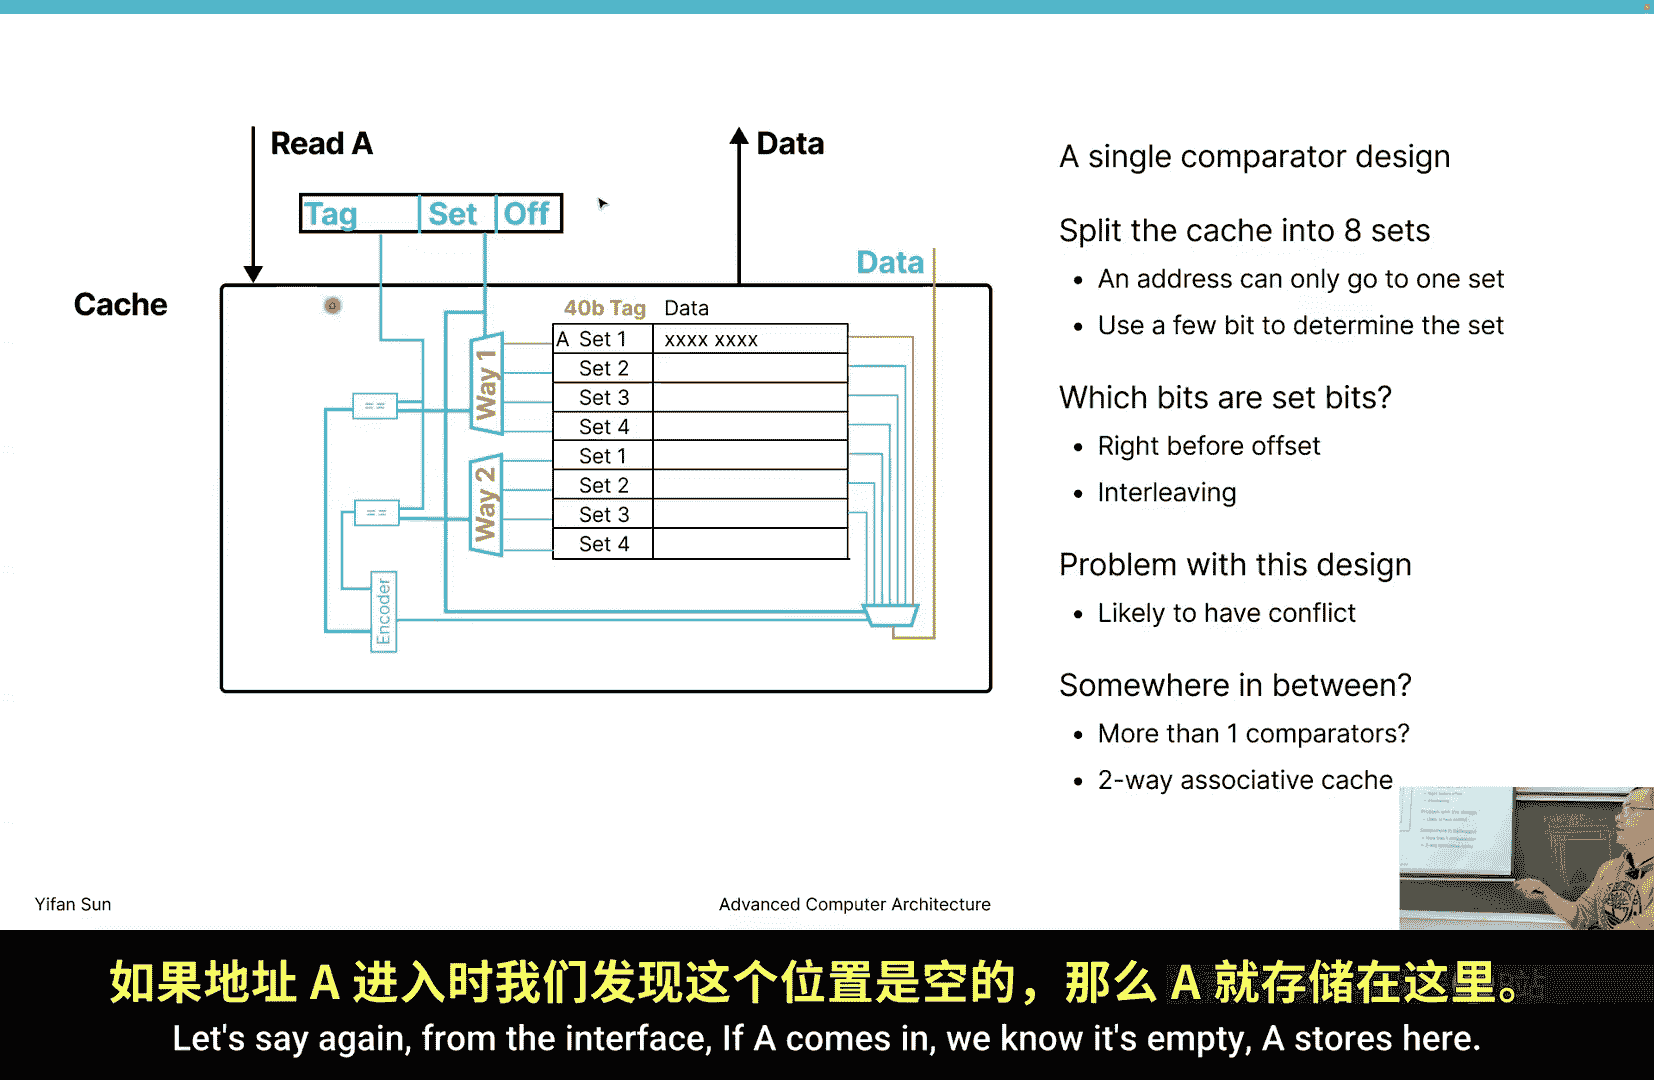 Read A
Data
Tag Set Off
Data
Cache
40b Tag Data
A Set 1 xxxx xxxx
Set 2
Set 3
Set 4
Set 1
Set 2
Set 3
Set 4
Way 1
Way 2
==
==
Encoder
A single comparator design
Split the cache into 8 sets
• An address can only go to one set
• Use a few bit to determine the set
Which bits are set bits?
• Right before offset
• Interleaving
Problem with this design
• Likely to have conflict
Somewhere in between?
• More than 1 comparators?
• 2-way associative cache
Yifan Sun
Advanced Computer Architecture
如果地址 A 进入时我们发现这个位置是空的，那么 A 就存储在这里。
Let's say again, from the interface, If A comes in, we know it's empty, A stores here.